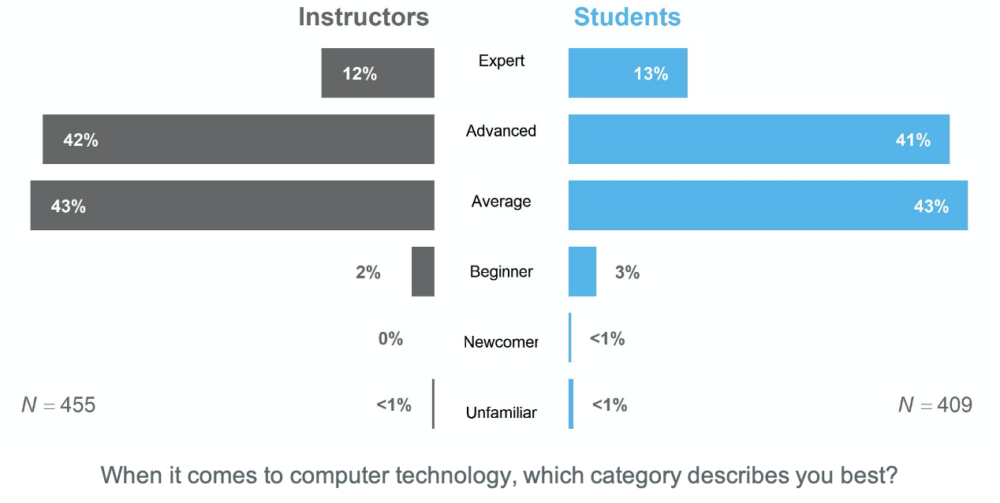 Instructors Students
12% Expert 13%
42% Advanced 41%
43% Average 43%
2% Beginner 3%
0% Newcomer <1%
<1% Unfamiliar <1%
N = 455 N = 409
When it comes to computer technology, which category describes you best?